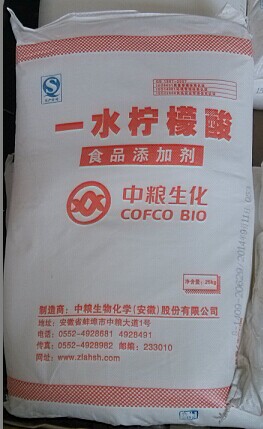 一水柠檬酸
食品添加剂
中粮生化
COFCO BIO
净含量：25kg
制造商：中粮生物化学（安徽）股份有限公司
地址：安徽省蚌埠市中粮大道1号
电话：0552-4928681 4928491
传真：0552-4926982 邮编：233010
网址：www.zlahsh.com